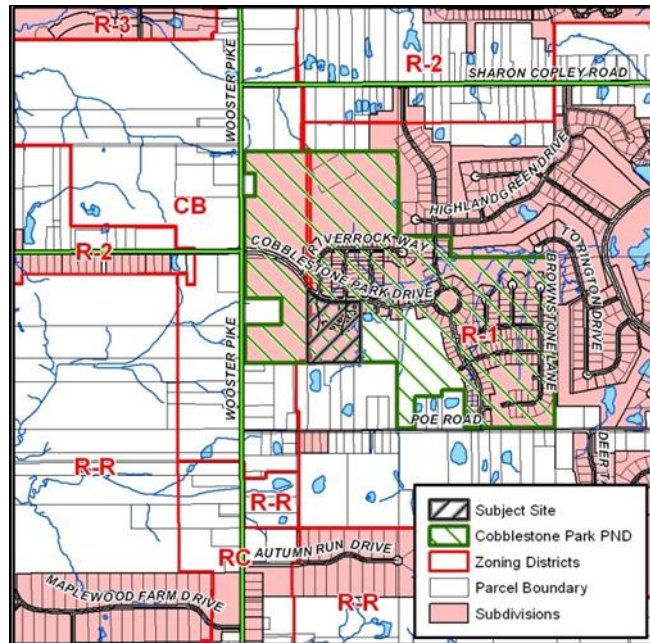 R-3
WOOSTER PIKE
R-2
SHARON COPLEY ROAD
HIGHLANDGREEN DRIVE
CB
R-2
RIVERROCK WAY
COBBLESTONE PARK DRIVE
TORINGTON DRIVE
BROWNSTONE LANE
R-1
WOOSTER PIKE
POE ROAD
R-R
R-R
RC
AUTUMN RUN DRIVE
MAPLEWOOD FARM DRIVE
R-R
Subject Site
Cobblestone Park PND
Zoning Districts
Parcel Boundary
Subdivisions